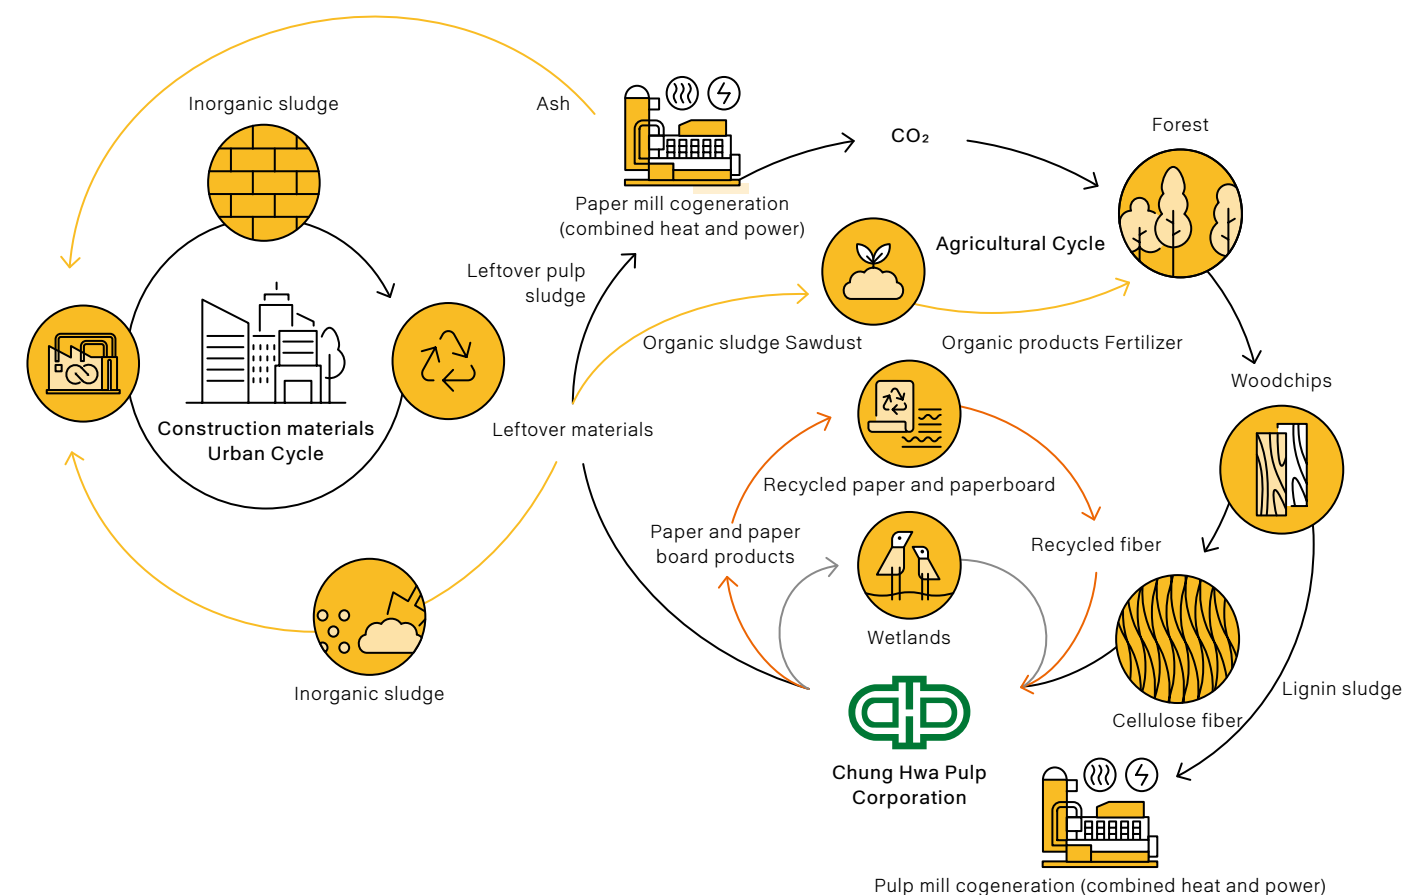 Ash
Inorganic sludge
CO₂
Forest
Paper mill cogeneration
(combined heat and power)
Agricultural Cycle
Leftover pulp
sludge
Organic sludge Sawdust
Organic products Fertilizer
Woodchips
Construction materials
Urban Cycle
Leftover materials
Recycled paper and paperboard
Paper and paper
board products
Recycled fiber
Wetlands
Inorganic sludge
Lignin sludge
Cellulose fiber
Chung Hwa Pulp
Corporation
Pulp mill cogeneration (combined heat and power)